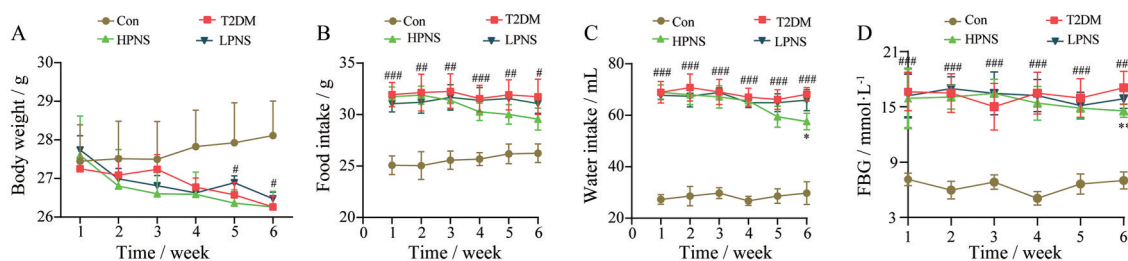 A
Con
T2DM
HPNS
LPNS
Body weight / g
30
29
28
27
26
#
#
1 2 3 4 5 6
Time / week
B
Con
T2DM
HPNS
LPNS
Food intake / g
35
30
25
20
###
##
##
###
##
#
0 1 2 3 4 5 6
Time / week
C
Con
T2DM
HPNS
LPNS
Water intake / mL
80
60
40
20
###
###
###
###
###
###
*
0 1 2 3 4 5 6
Time / week
D
Con
T2DM
HPNS
LPNS
FBG / mmol·L⁻¹
21
15
9
3
###
###
###
###
###
##
**
1 2 3 4 5 6
Time / week